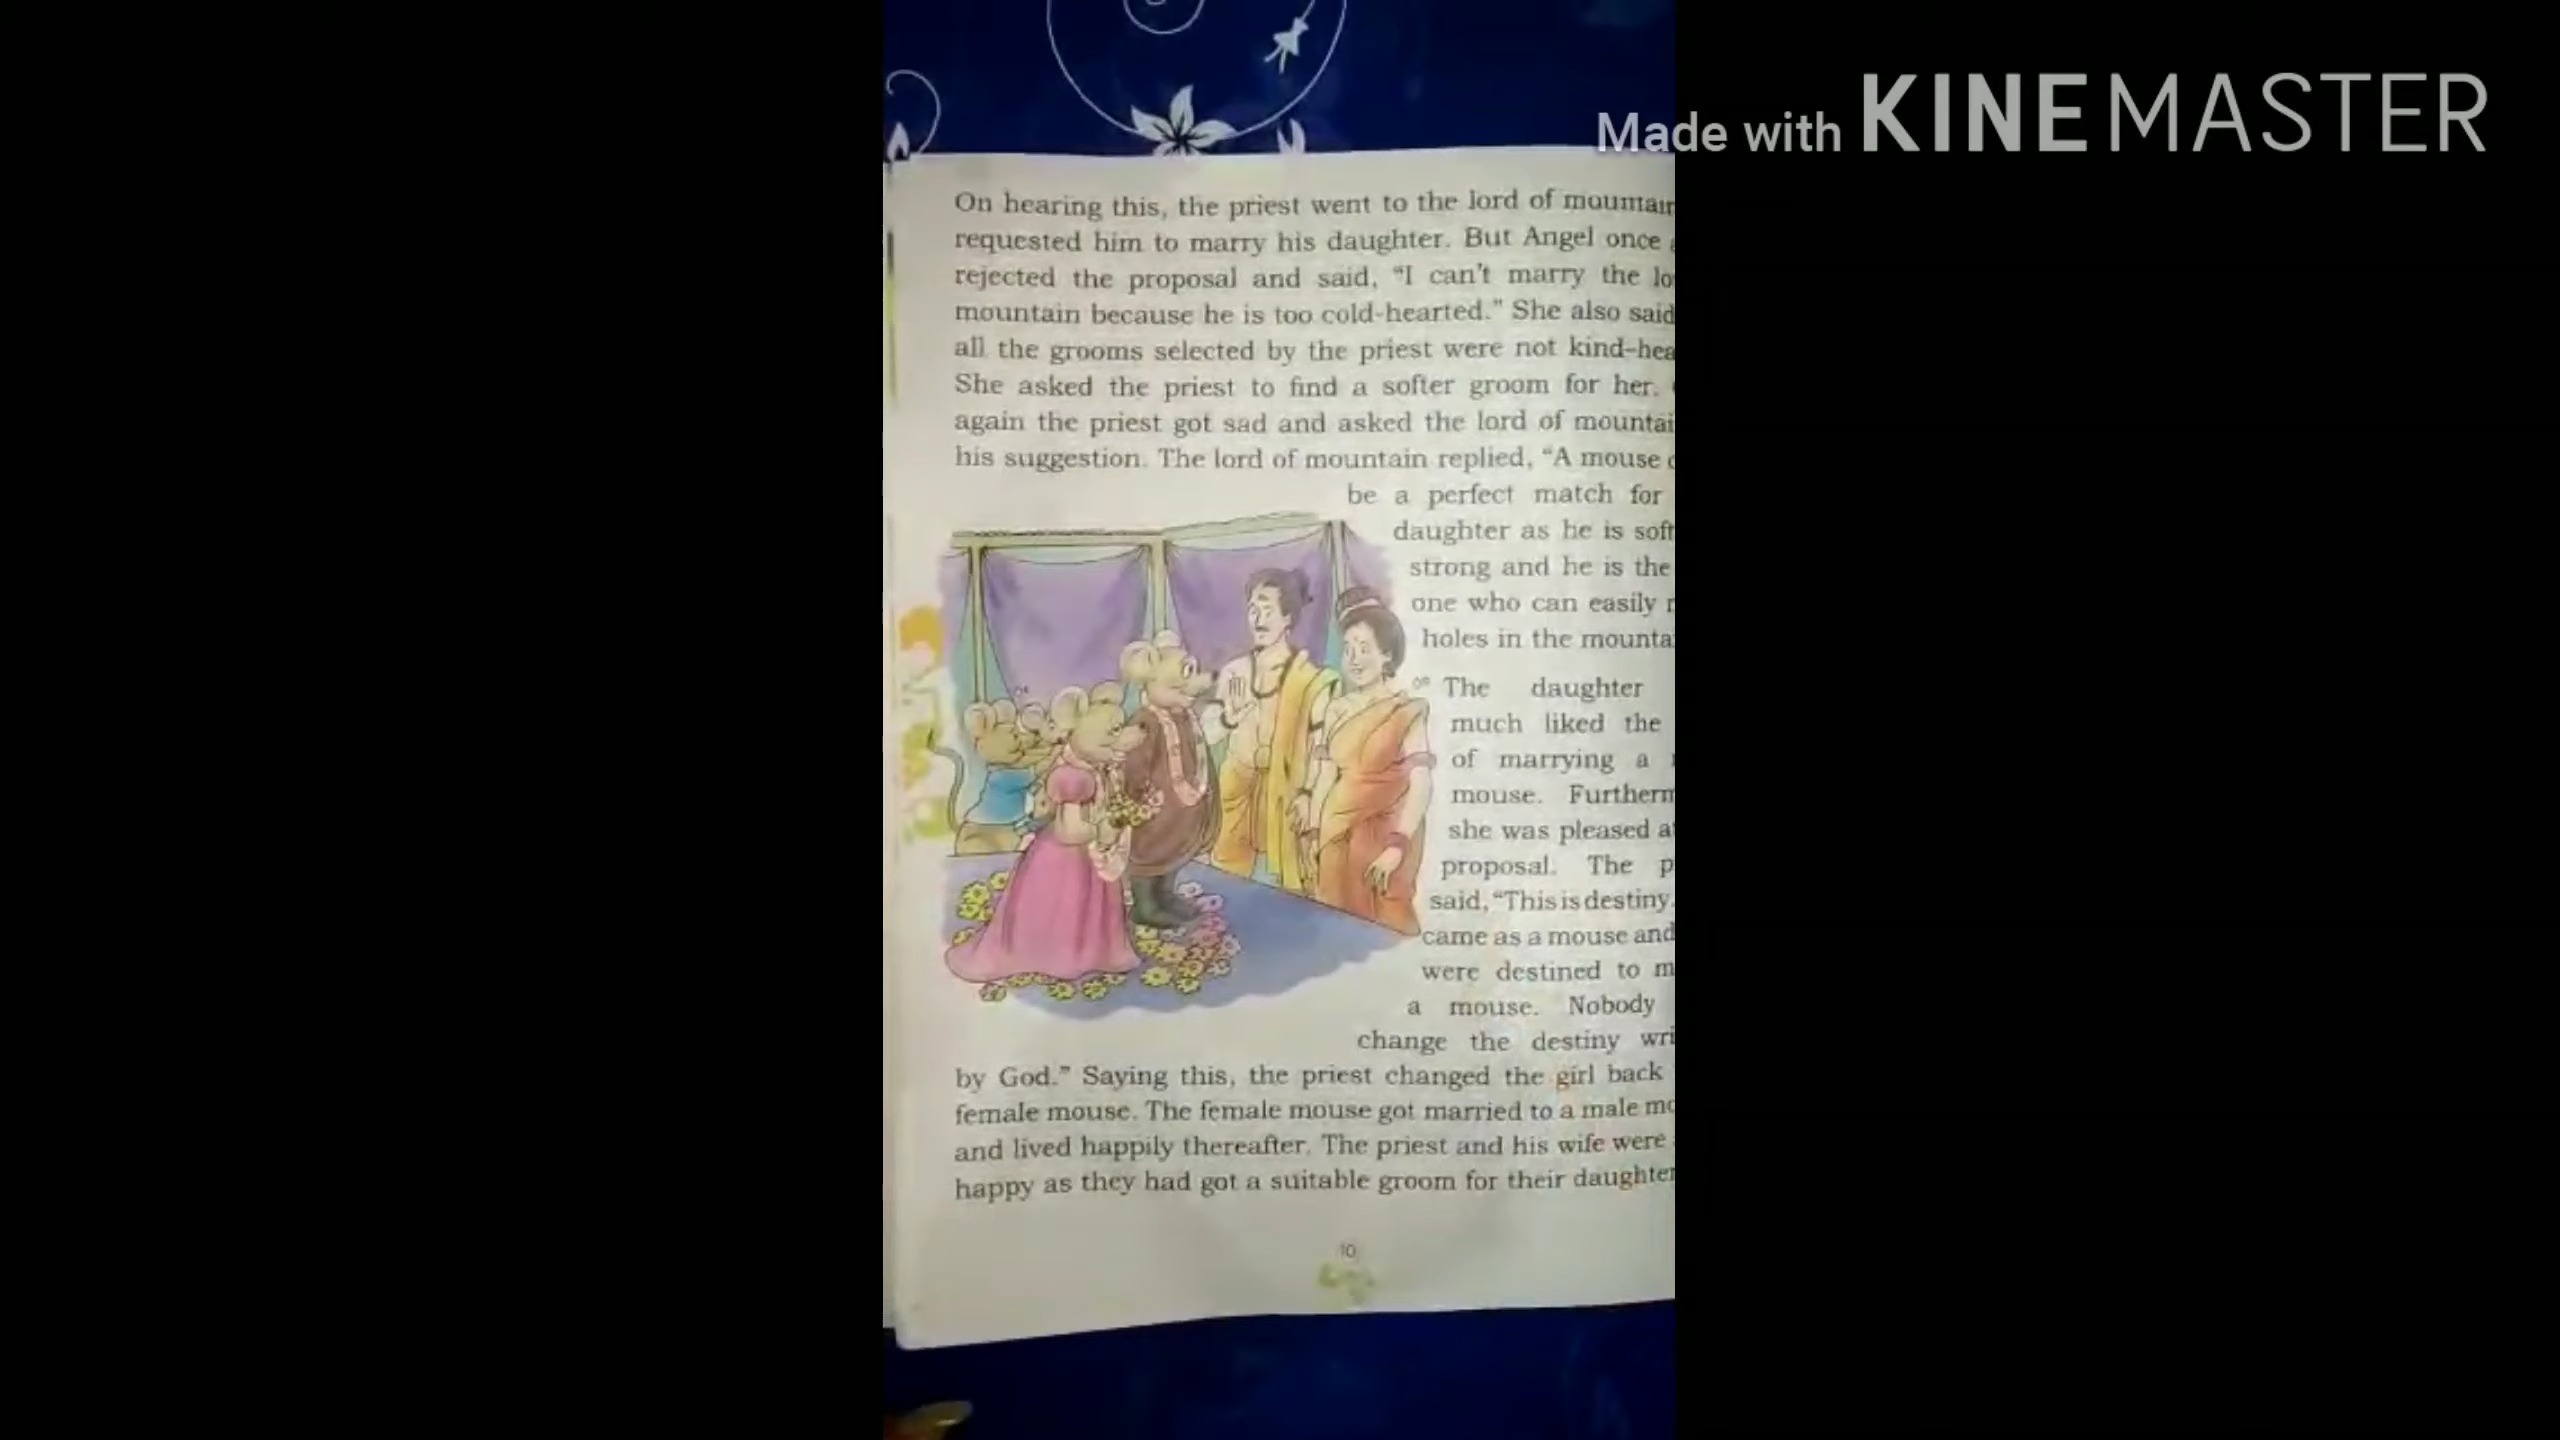 Made with KINEMASTER
On hearing this, the priest went to the lord of
requested him to marry his daughter. But Angel once
rejected the proposal and said, “I can't marry the
mountain because he is too cold-hearted.” She also said
all the grooms selected by the priest were not
She asked the priest to find a softer groom for her.
again the priest got sad and asked the lord of
his suggestion. The lord of mountain replied, “A mouse
be a perfect match for
daughter as he is
strong and he is the
one who can easily
holes in the
The daughter
much liked the
of marrying a
mouse.
she was pleased
proposal. The
said, “This is destiny.
came as a mouse and
were destined to
a mouse. Nobody
change the destiny
by God.” Saying this, the priest changed the girl back
female mouse. The female mouse got married to a male
and lived happily thereafter. The priest and his wife were
happy as they had got a suitable groom for their daughter
10